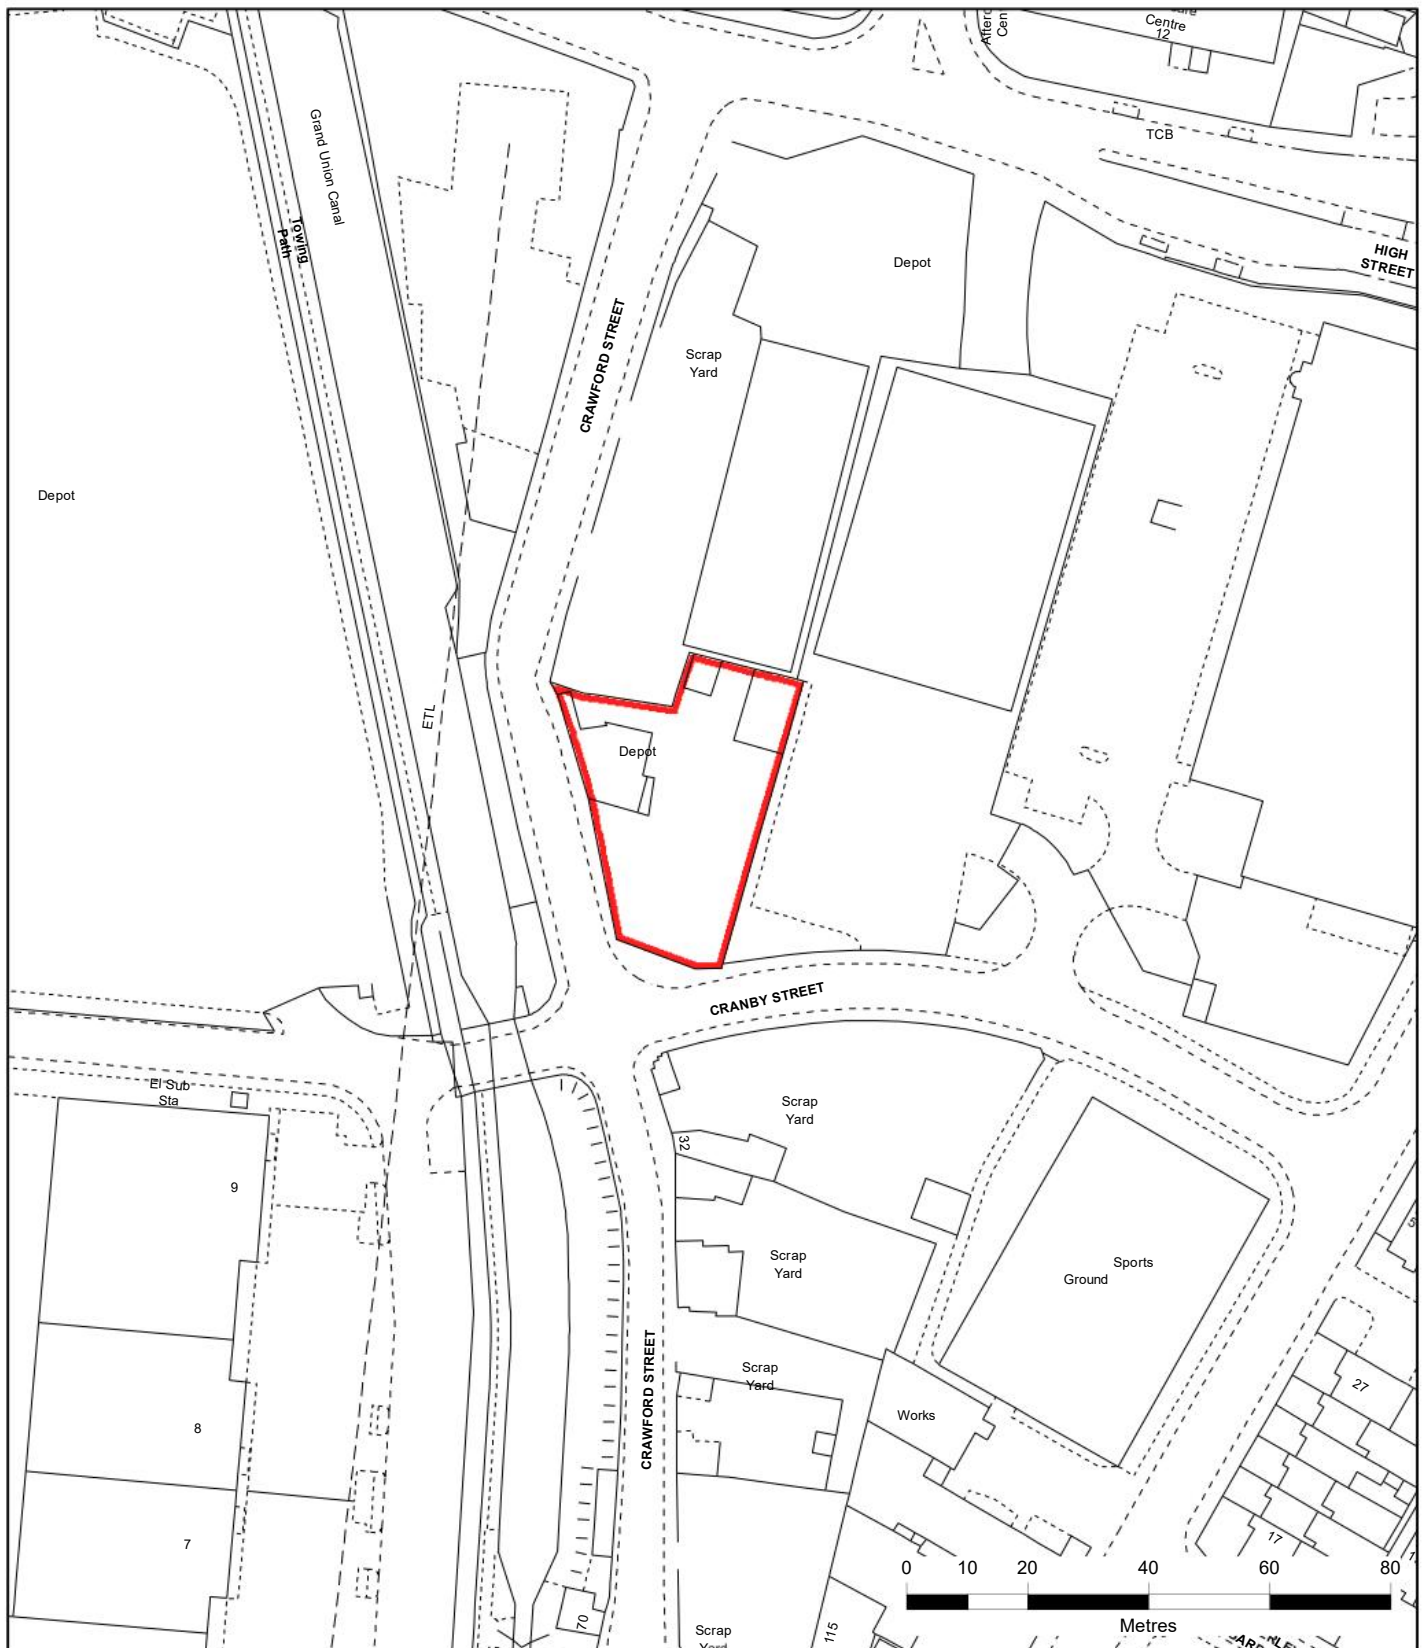 Centre
12
TCB
HIGH
STREET
Grand Union Canal
Towing
Path
CRAWFORD STREET
Depot
Scrap
Yard
Depot
ETL
Depot
CRANBY STREET
El Sub
Sta
9
8
7
Scrap
Yard
32
Scrap
Yard
Sports
Ground
CRAWFORD STREET
Scrap
Yard
Works
27
17
70
115
Scrap
Yard
0 10 20 40 60 80
Metres